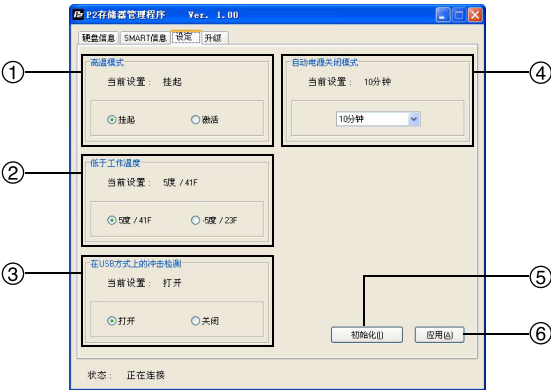 P2 P2存储器管理程序 Ver. 1.00
硬盘信息 SMART信息 设定 升级
① 高温模式
当前设置： 挂起
挂起 激活
④ 自动电源关闭模式
当前设置： 10分钟
10分钟
② 低于工作温度
当前设置： 5度 / 41F
5度 / 41F -5度 / 23F
③ 在USB方式上的冲击检测
当前设置： 打开
打开 关闭
⑤ 初始化(I)
⑥ 应用(A)
状态： 正在连接